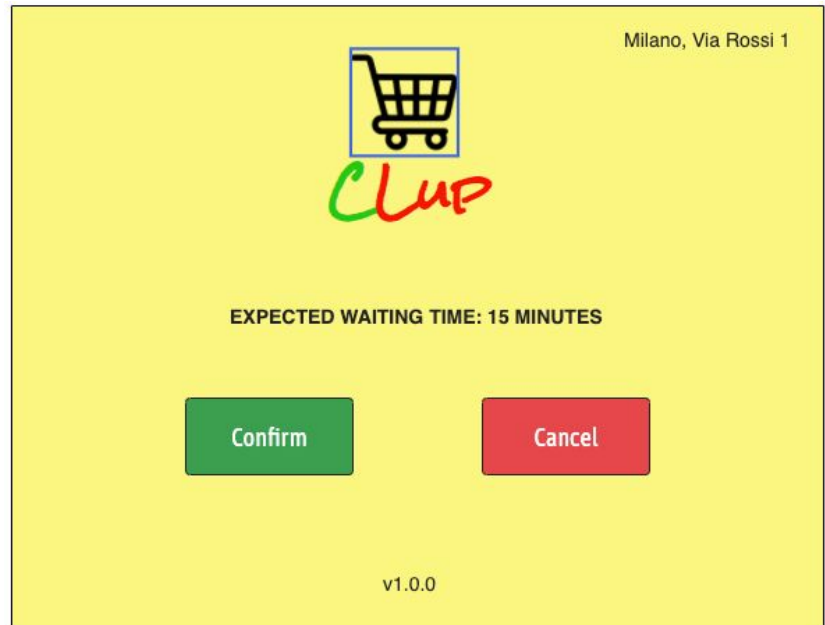 Milano, Via Rossi 1
CLup
EXPECTED WAITING TIME: 15 MINUTES
Confirm
Cancel
v1.0.0